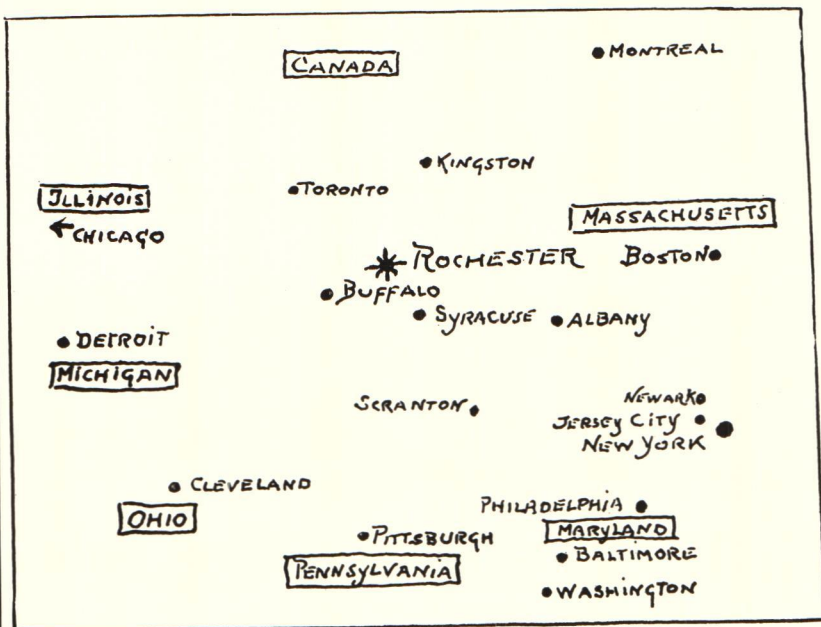 CANADA
MONTREAL
KINGSTON
TORONTO
ILLINOIS
CHICAGO
MASSACHUSETTS
ROCHESTER
BOSTON
BUFFALO
SYRACUSE
ALBANY
DETROIT
MICHIGAN
SCRANTON
NEWARK
JERSEY CITY
NEW YORK
CLEVELAND
OHIO
PHILADELPHIA
MARYLAND
PITTSBURGH
BALTIMORE
PENNSYLVANIA
WASHINGTON